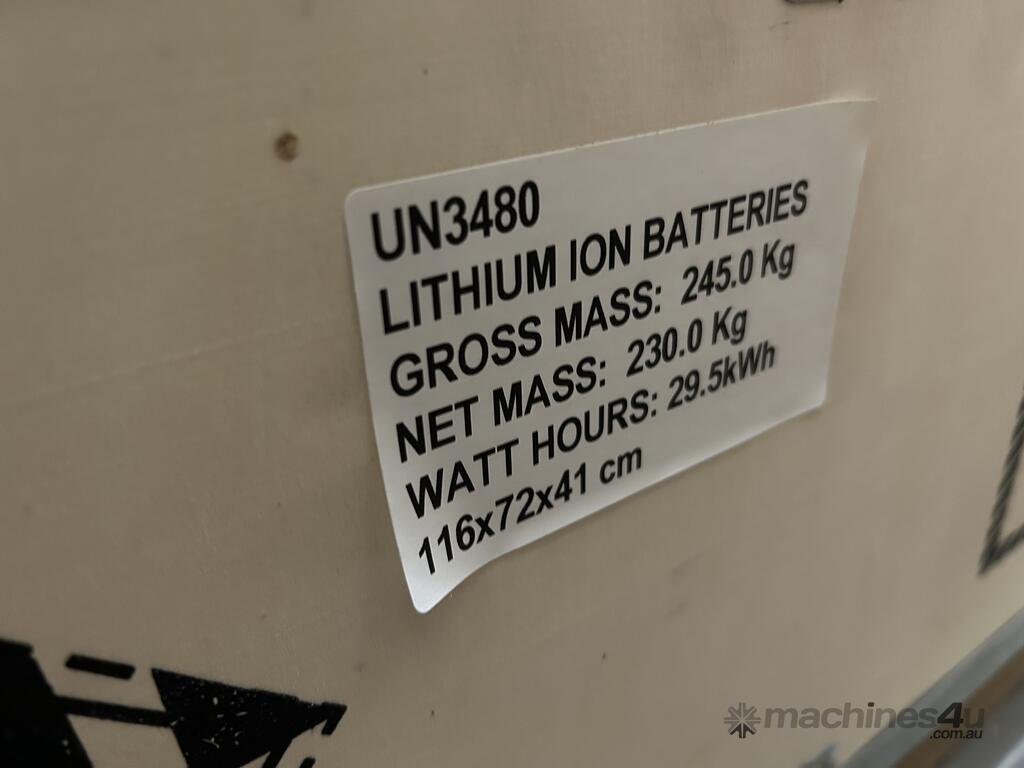 UN3480
LITHIUM ION BATTERIES
GROSS MASS: 245.0 Kg
NET MASS: 230.0 Kg
WATT HOURS: 29.5kWh
116x72x41 cm
machines4u
.com.au